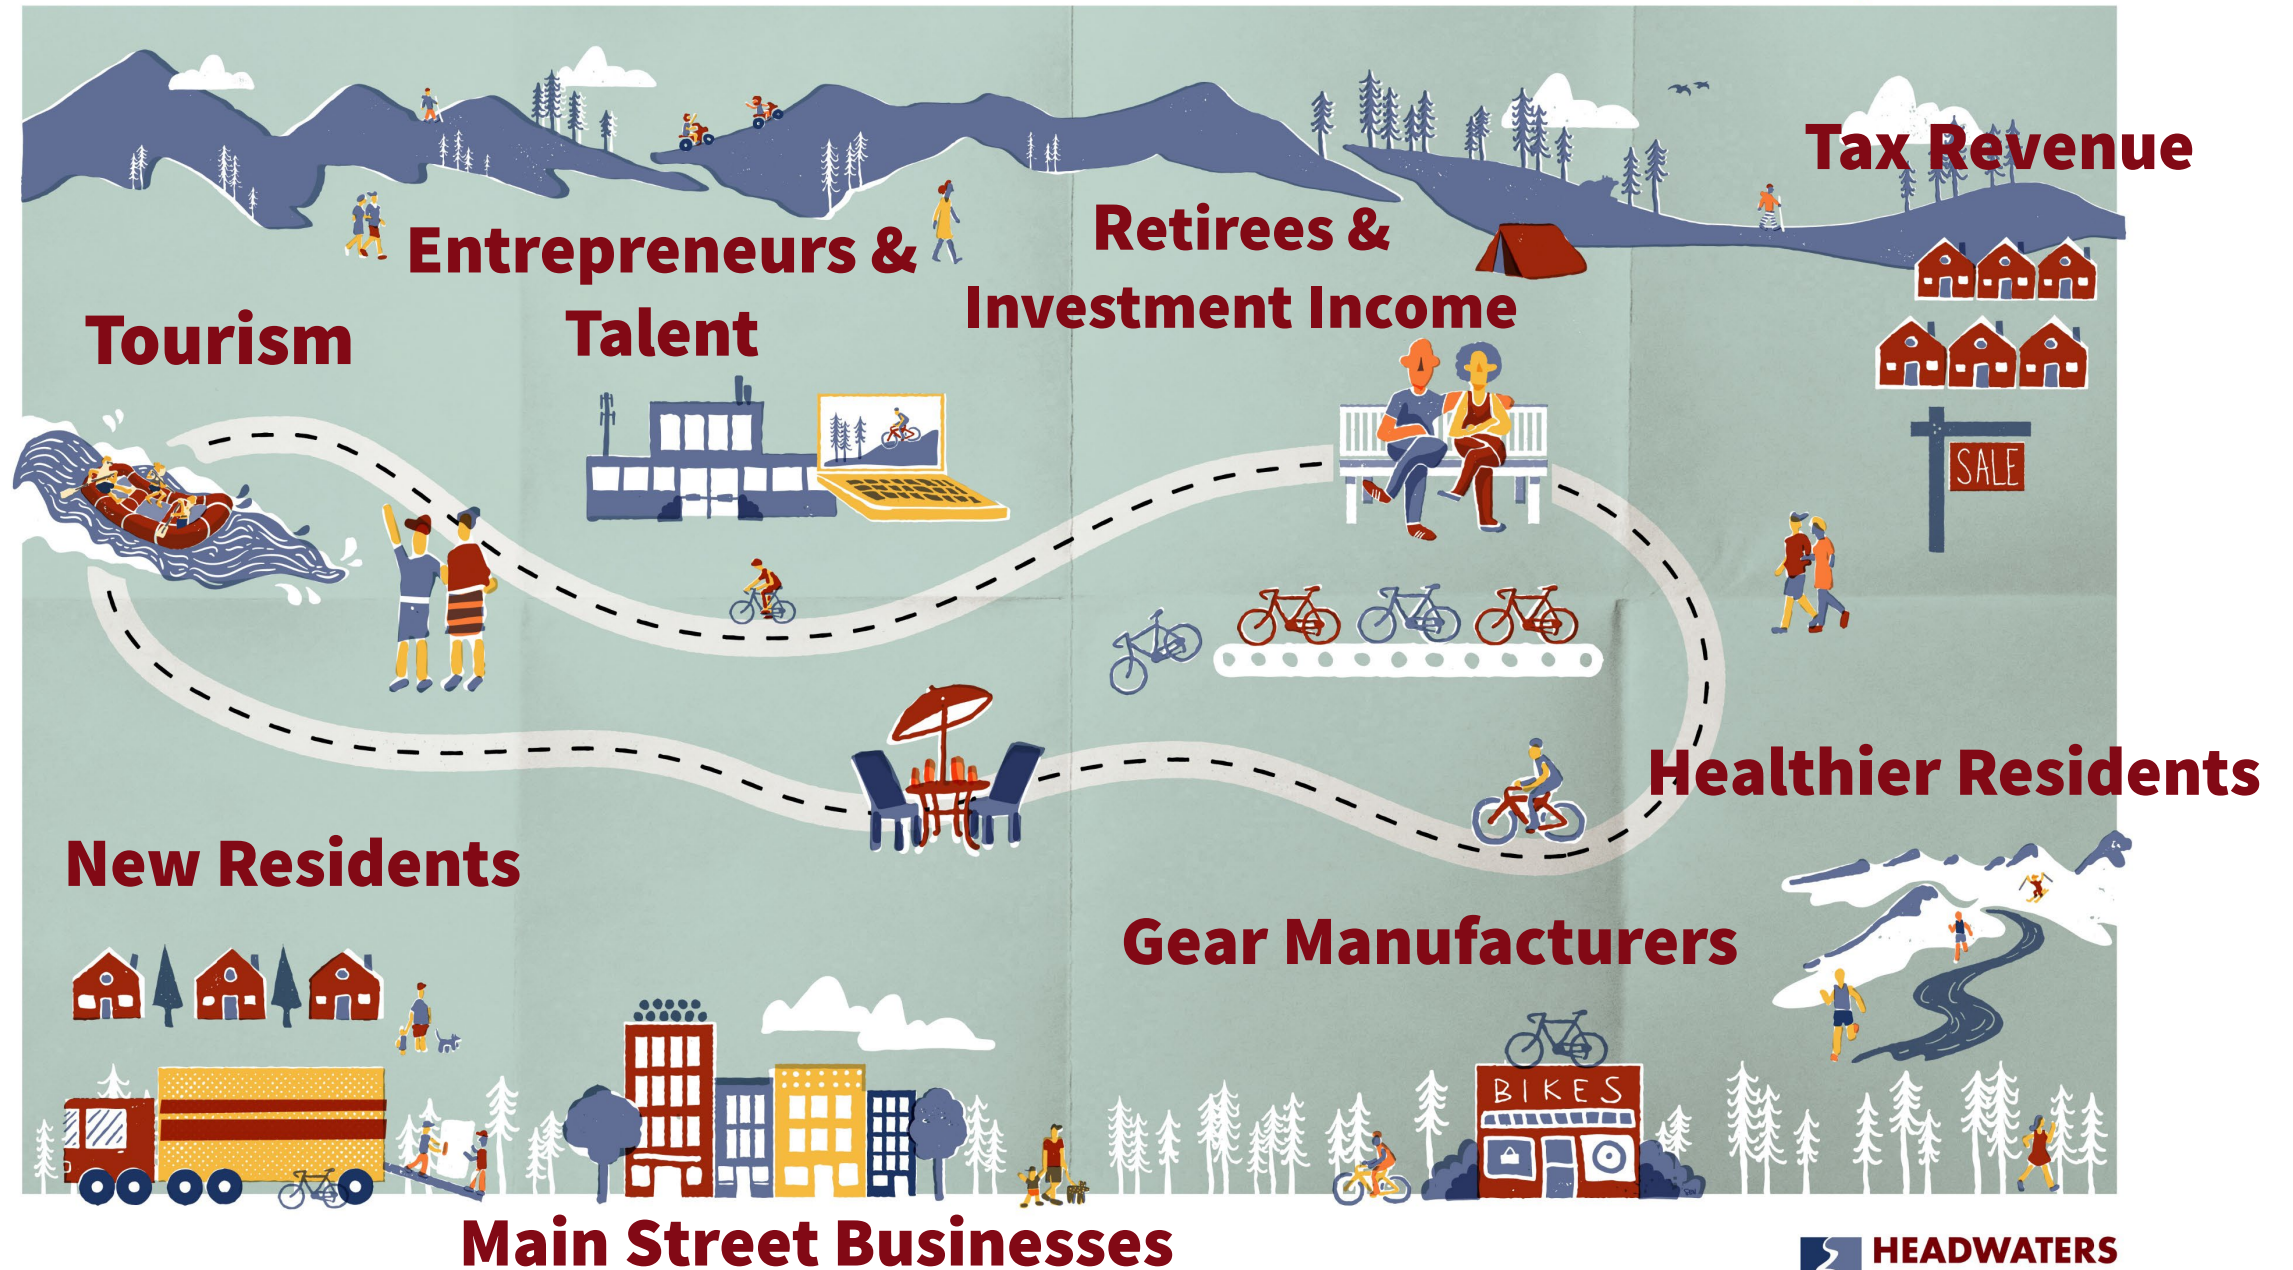 Tax Revenue
Entrepreneurs &
Talent
Retirees &
Investment Income
Tourism
SALE
Healthier Residents
New Residents
Gear Manufacturers
BIKES
Main Street Businesses
HEADWATERS